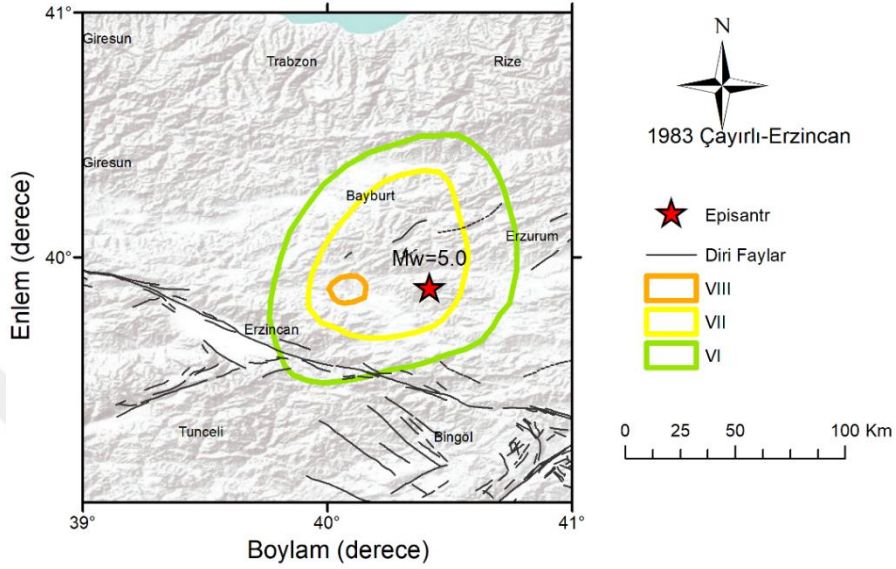 41°
Giresun
Trabzon
Rize
Giresun
Bayburt
Erzurum
40°
Mw=5.0
Erzincan
Tunceli
Bingöl
39°
40°
41°
Enlem (derece)
Boylam (derece)
N
1983 Çayırlı-Erzincan
Episantr
Diri Faylar
VIII
VII
VI
0 25 50 100 Km